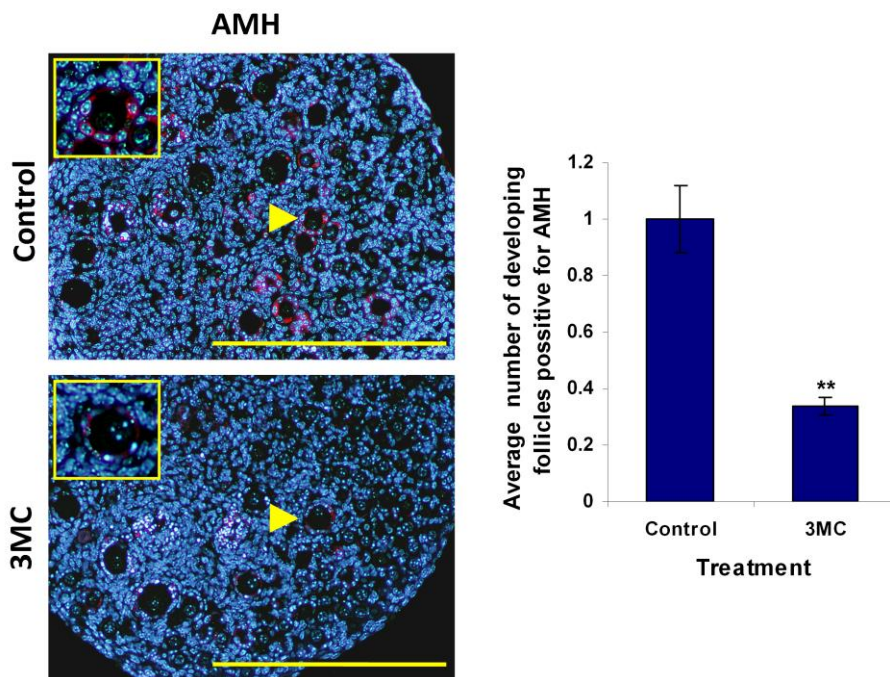 AMH
Control
3MC
Average number of developing
follicles possitive for AMH
1.2
1
0.8
0.6
0.4
0.2
0
**
Control 3MC
Treatment